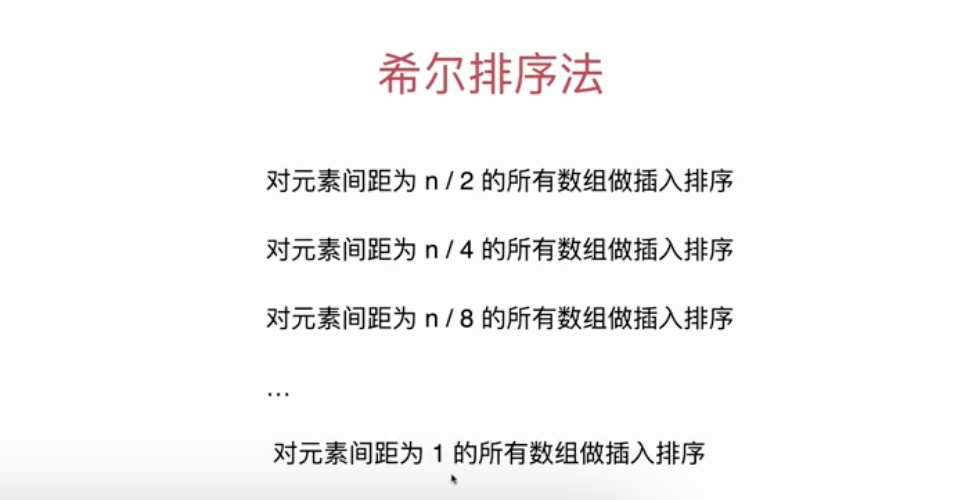 希尔排序法
对元素间距为 n / 2 的所有数组做插入排序
对元素间距为 n / 4 的所有数组做插入排序
对元素间距为 n / 8 的所有数组做插入排序
…
对元素间距为 1 的所有数组做插入排序